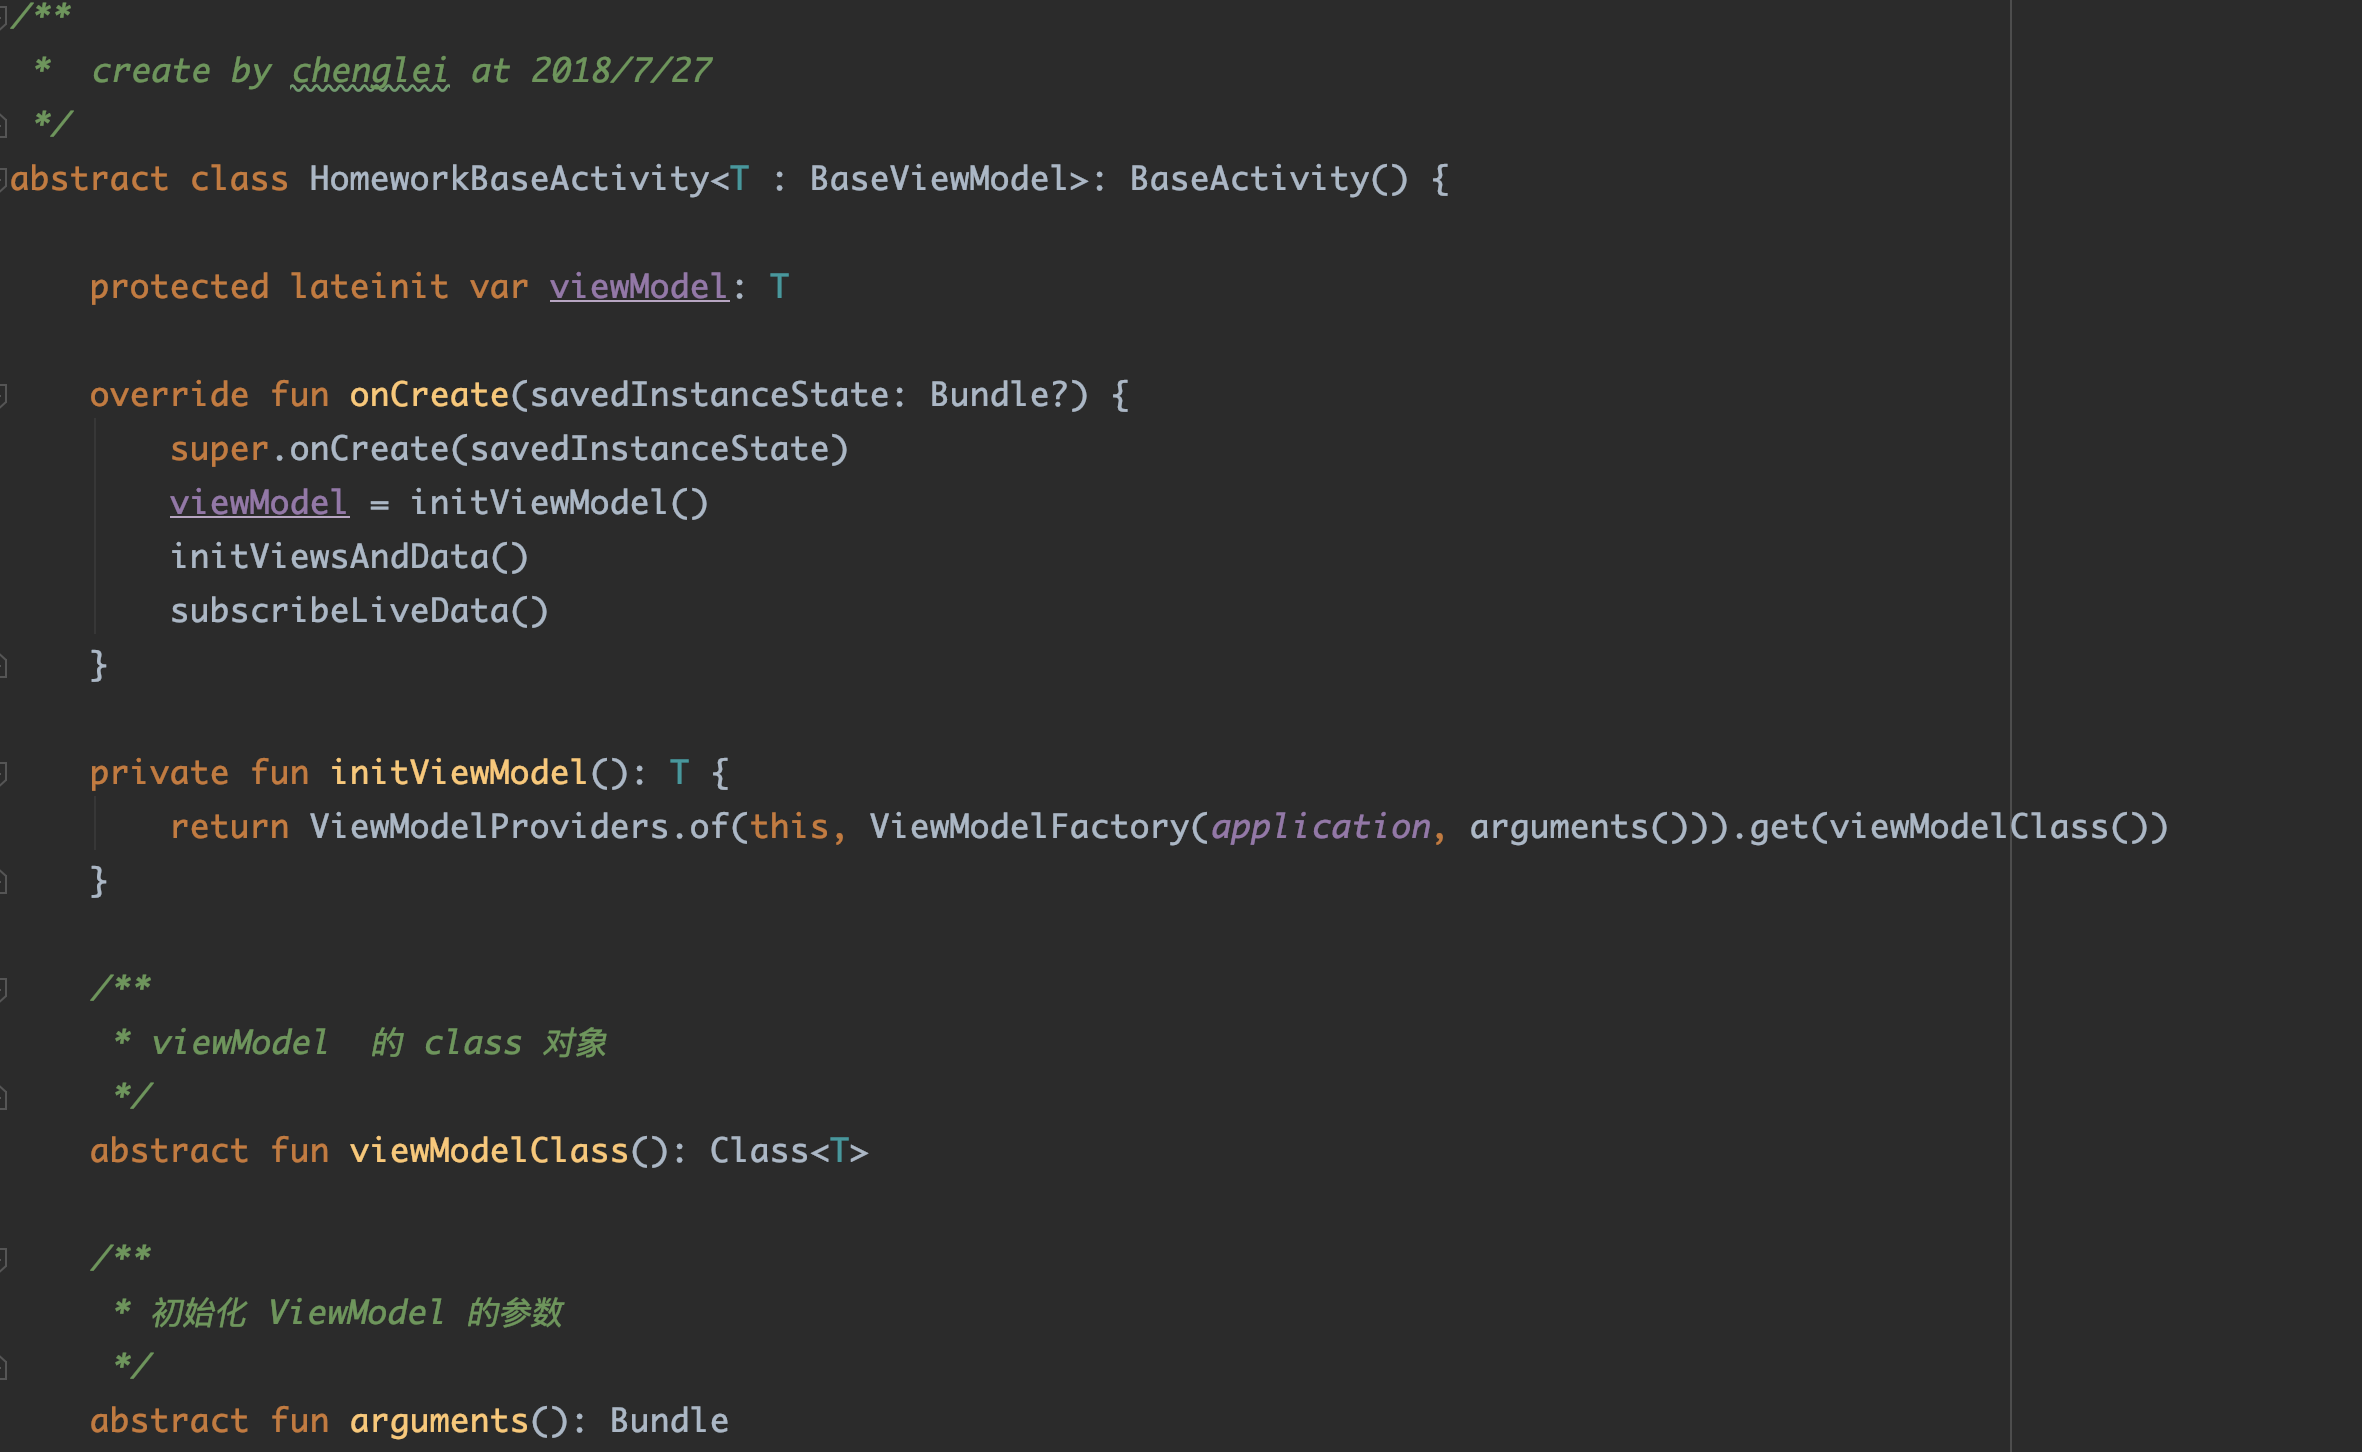 /**
 *  create by chenglei at 2018/7/27
 */
abstract class HomeworkBaseActivity<T : BaseViewModel>: BaseActivity() {
    protected lateinit var viewModel: T
    override fun onCreate(savedInstanceState: Bundle?) {
        super.onCreate(savedInstanceState)
        viewModel = initViewModel()
        initViewsAndData()
        subscribeLiveData()
    }
    private fun initViewModel(): T {
        return ViewModelProviders.of(this, ViewModelFactory(application, arguments())).get(viewModelClass())
    }
    /**
     * viewModel  的 class 对象
     */
    abstract fun viewModelClass(): Class<T>
    /**
     * 初始化 ViewModel 的参数
     */
    abstract fun arguments(): Bundle